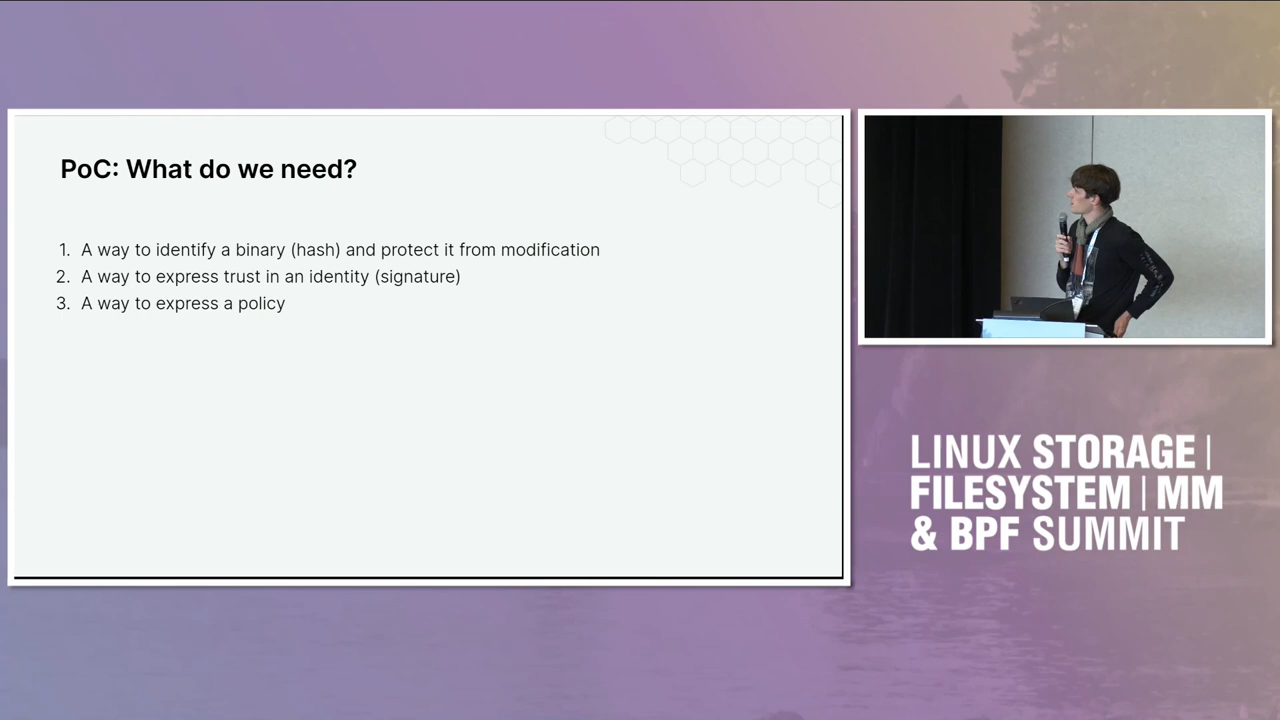 PoC: What do we need?
1. A way to identify a binary (hash) and protect it from modification
2. A way to express trust in an identity (signature)
3. A way to express a policy
LINUX STORAGE |
FILESYSTEM | MM
& BPF SUMMIT